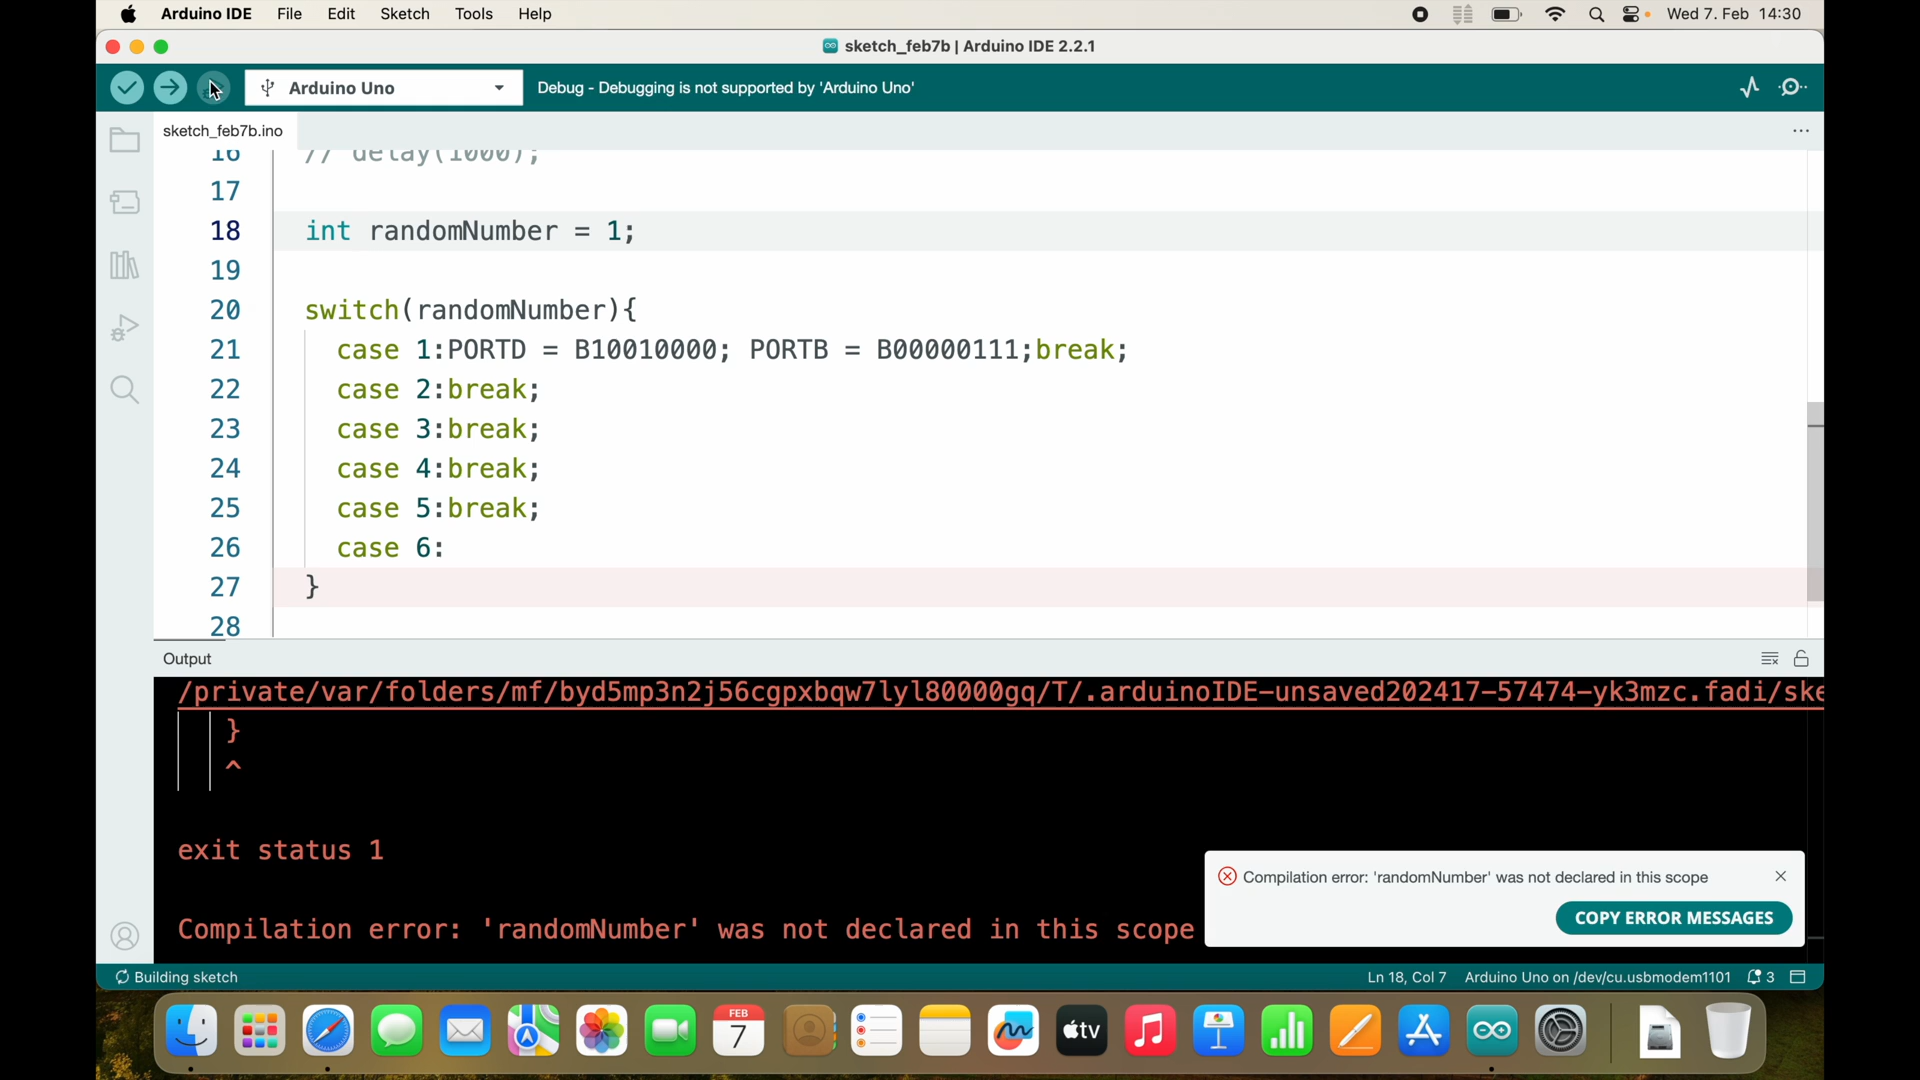 Arduino IDE File Edit Sketch Tools Help Wed 7. Feb 14:30
sketch_feb7b | Arduino IDE 2.2.1
Arduino Uno Debug - Debugging is not supported by 'Arduino Uno'
sketch_feb7b.ino
16 // delay(1000);
17
18 int randomNumber = 1;
19
20 switch(randomNumber){
21 case 1:PORTD = B10010000; PORTB = B00000111;break;
22 case 2:break;
23 case 3:break;
24 case 4:break;
25 case 5:break;
26 case 6:
27 }
28
Output
/private/var/folders/mf/byd5mp3n2j56cgpxbqw7lyl80000gq/T/.arduinoIDE-unsaved202417-57474-yk3mzc.fadi/ske
}
^
exit status 1
Compilation error: 'randomNumber' was not declared in this scope
Compilation error: 'randomNumber' was not declared in this scope
COPY ERROR MESSAGES
Building sketch Ln 18, Col 7 Arduino Uno on /dev/cu.usbmodem1101 3
FEB
7
tv